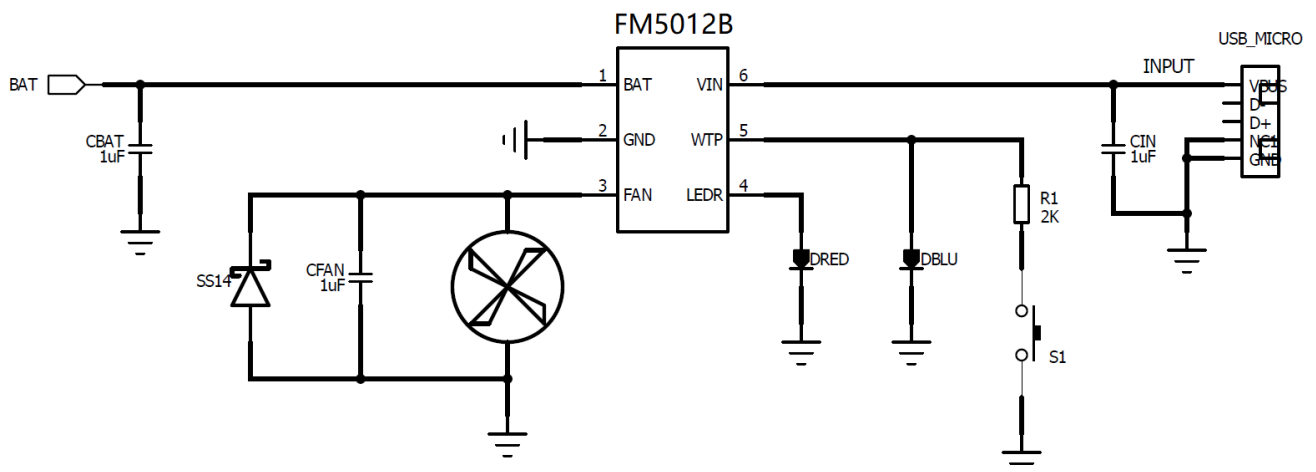 FM5012B
USB_MICRO
BAT
1
BAT
VIN
6
INPUT
VBUS
D-
D+
NC1
GND
CBAT
1uF
2
GND
WTP
5
CIN
1uF
3
FAN
LEDR
4
R1
2K
SS14
CFAN
1uF
DRED
DBLU
S1